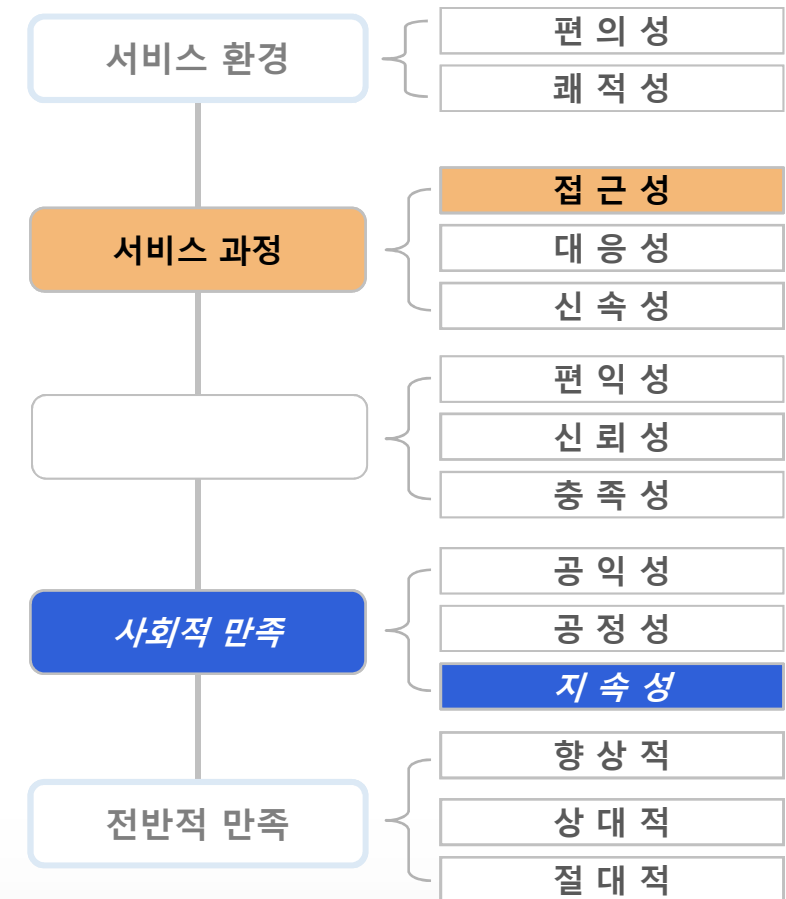 서비스 환경
편 의 성
쾌 적 성
서비스 과정
접 근 성
대 응 성
신 속 성
편 익 성
신 뢰 성
충 족 성
사회적 만족
공 익 성
공 정 성
지 속 성
전반적 만족
향 상 적
상 대 적
절 대 적